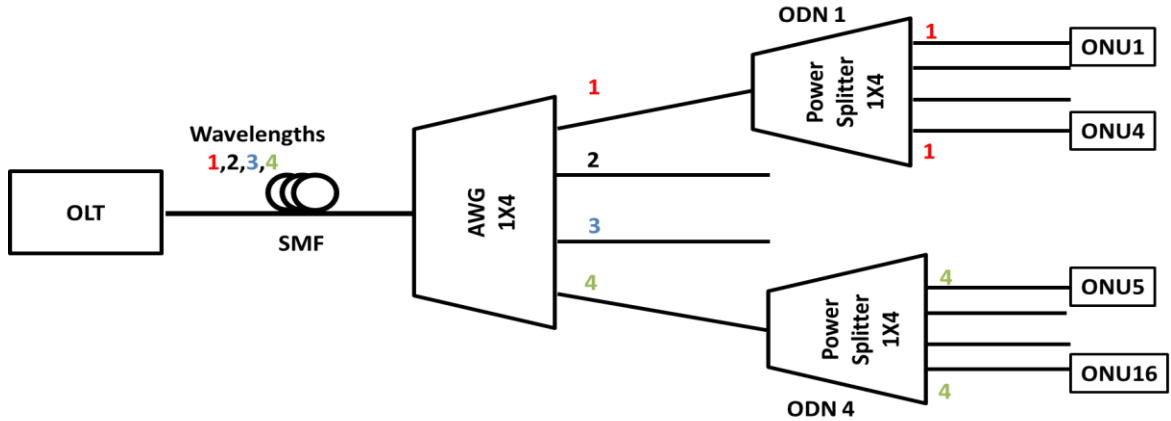 OLT
Wavelengths
1,2,3,4
SMF
AWG
1X4
1
2
3
4
ODN 1
Power
Splitter
1X4
1
1
ONU1
ONU4
Power
Splitter
1X4
ODN 4
4
4
ONU5
ONU16